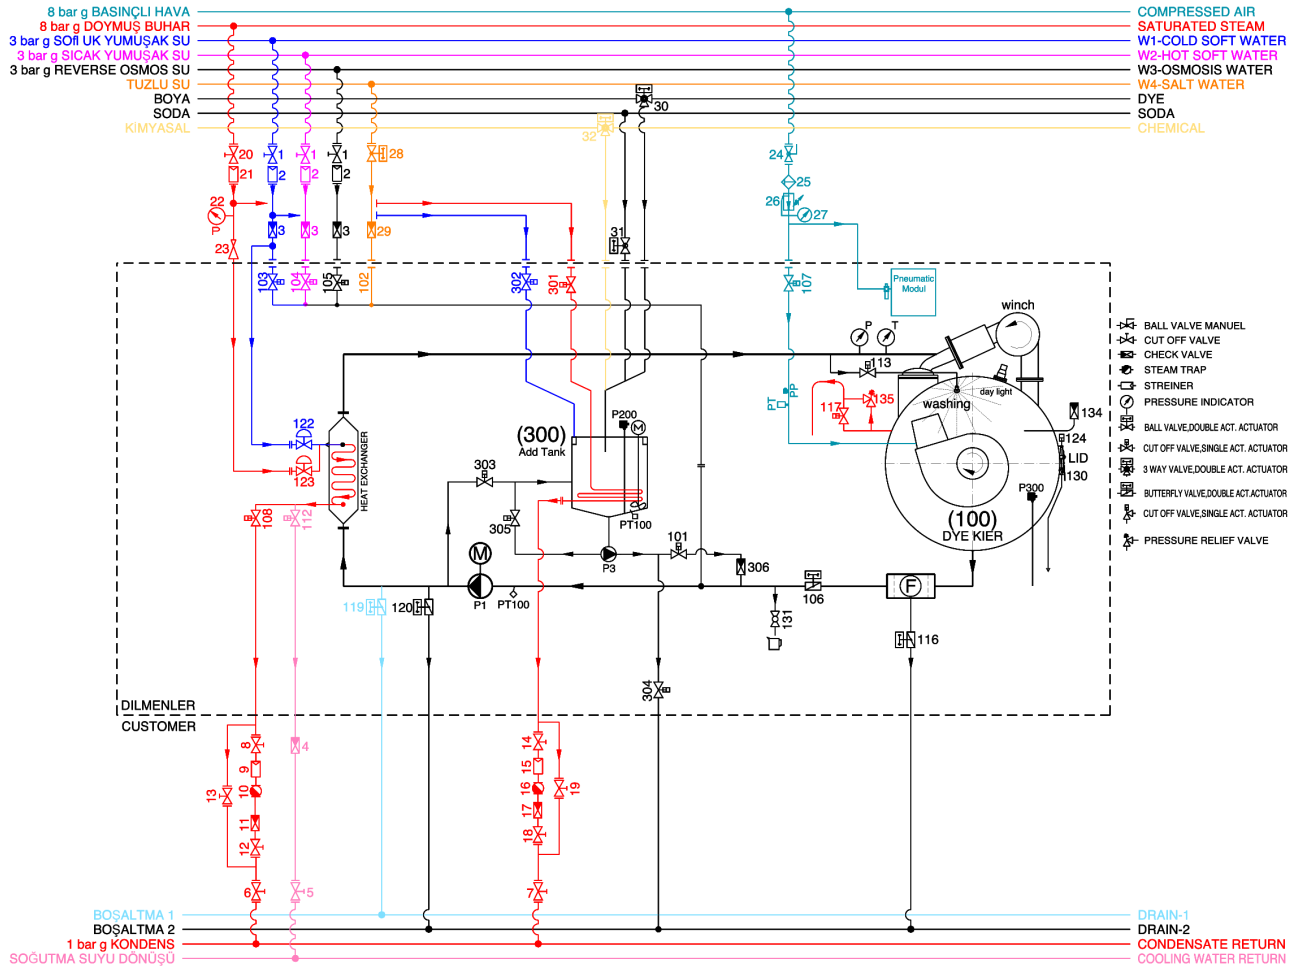 8 bar g BASINÇLI HAVA
COMPRESSED AIR
8 bar g DOYMUŞ BUHAR
SATURATED STEAM
3 bar g SOfl UK YUMUŞAK SU
W1-COLD SOFT WATER
3 bar g SICAK YUMUŞAK SU
W2-HOT SOFT WATER
3 bar g REVERSE OSMOS SU
W3-OSMOSIS WATER
TUZLU SU
W4-SALT WATER
BOYA
30
DYE
SODA
SODA
KİMYASAL
32
CHEMICAL
20
1
1
1
28
24
21
2
2
2
25
22
P
26
27
23
3
3
3
29
31
103
104
105
102
302
301
107
Pneumatic
Modul
winch
P
T
113
day light
washing
PT
PP
117
135
134
124
LID
130
P300
(100)
DYE KIER
122
123
HEAT EXCHANGER
(300)
Add Tank
P200
M
PT100
303
305
P3
101
306
108
112
M
P1
PT100
119
120
106
131
F
116
304
DILMENLER
CUSTOMER
BALL VALVE MANUEL
CUT OFF VALVE
CHECK VALVE
STEAM TRAP
STREINER
PRESSURE INDICATOR
BALL VALVE,DOUBLE ACT. ACTUATOR
CUT OFF VALVE,SINGLE ACT. ACTUATOR
3 WAY VALVE,DOUBLE ACT. ACTUATOR
BUTTERFLY VALVE,DOUBLE ACT.ACTUATOR
CUT OFF VALVE,SINGLE ACT. ACTUATOR
PRESSURE RELIEF VALVE
8
9
10
11
12
13
6
4
5
14
15
16
17
18
19
7
BOŞALTMA 1
DRAIN-1
BOŞALTMA 2
DRAIN-2
1 bar g KONDENS
CONDENSATE RETURN
SOĞUTMA SUYU DÖNÜŞÜ
COOLING WATER RETURN